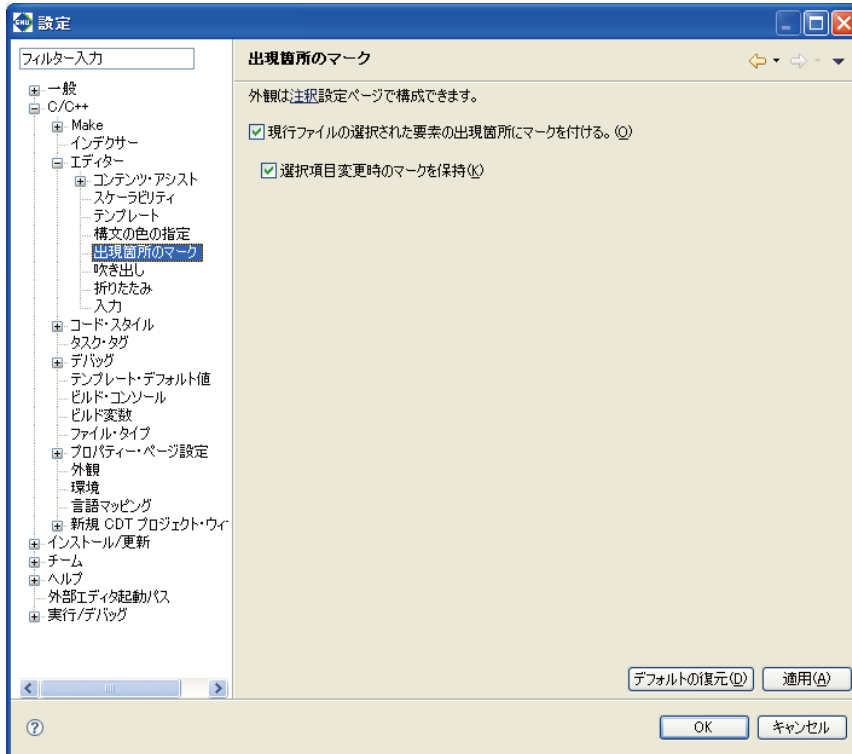 GNU 設定
フィルター入力
一般
C/C++
Make
インデクサー
エディター
コンテンツ・アシスト
スケーラビリティ
テンプレート
構文の色の指定
出現箇所のマーク
吹き出し
折りたたみ
入力
コード・スタイル
タスク・タグ
デバッグ
テンプレート・デフォルト値
ビルド・コンソール
ビルド変数
ファイル・タイプ
プロパティー・ページ設定
外観
環境
言語マッピング
新規 CDT プロジェクト・ウィ
インストール/更新
チーム
ヘルプ
外部エディタ起動パス
実行/デバッグ
出現箇所のマーク
外観は注釈設定ページで構成できます。
現行ファイルの選択された要素の出現箇所にマークを付ける。(O)
選択項目変更時のマークを保持(K)
デフォルトの復元(D) 適用(A)
OK キャンセル